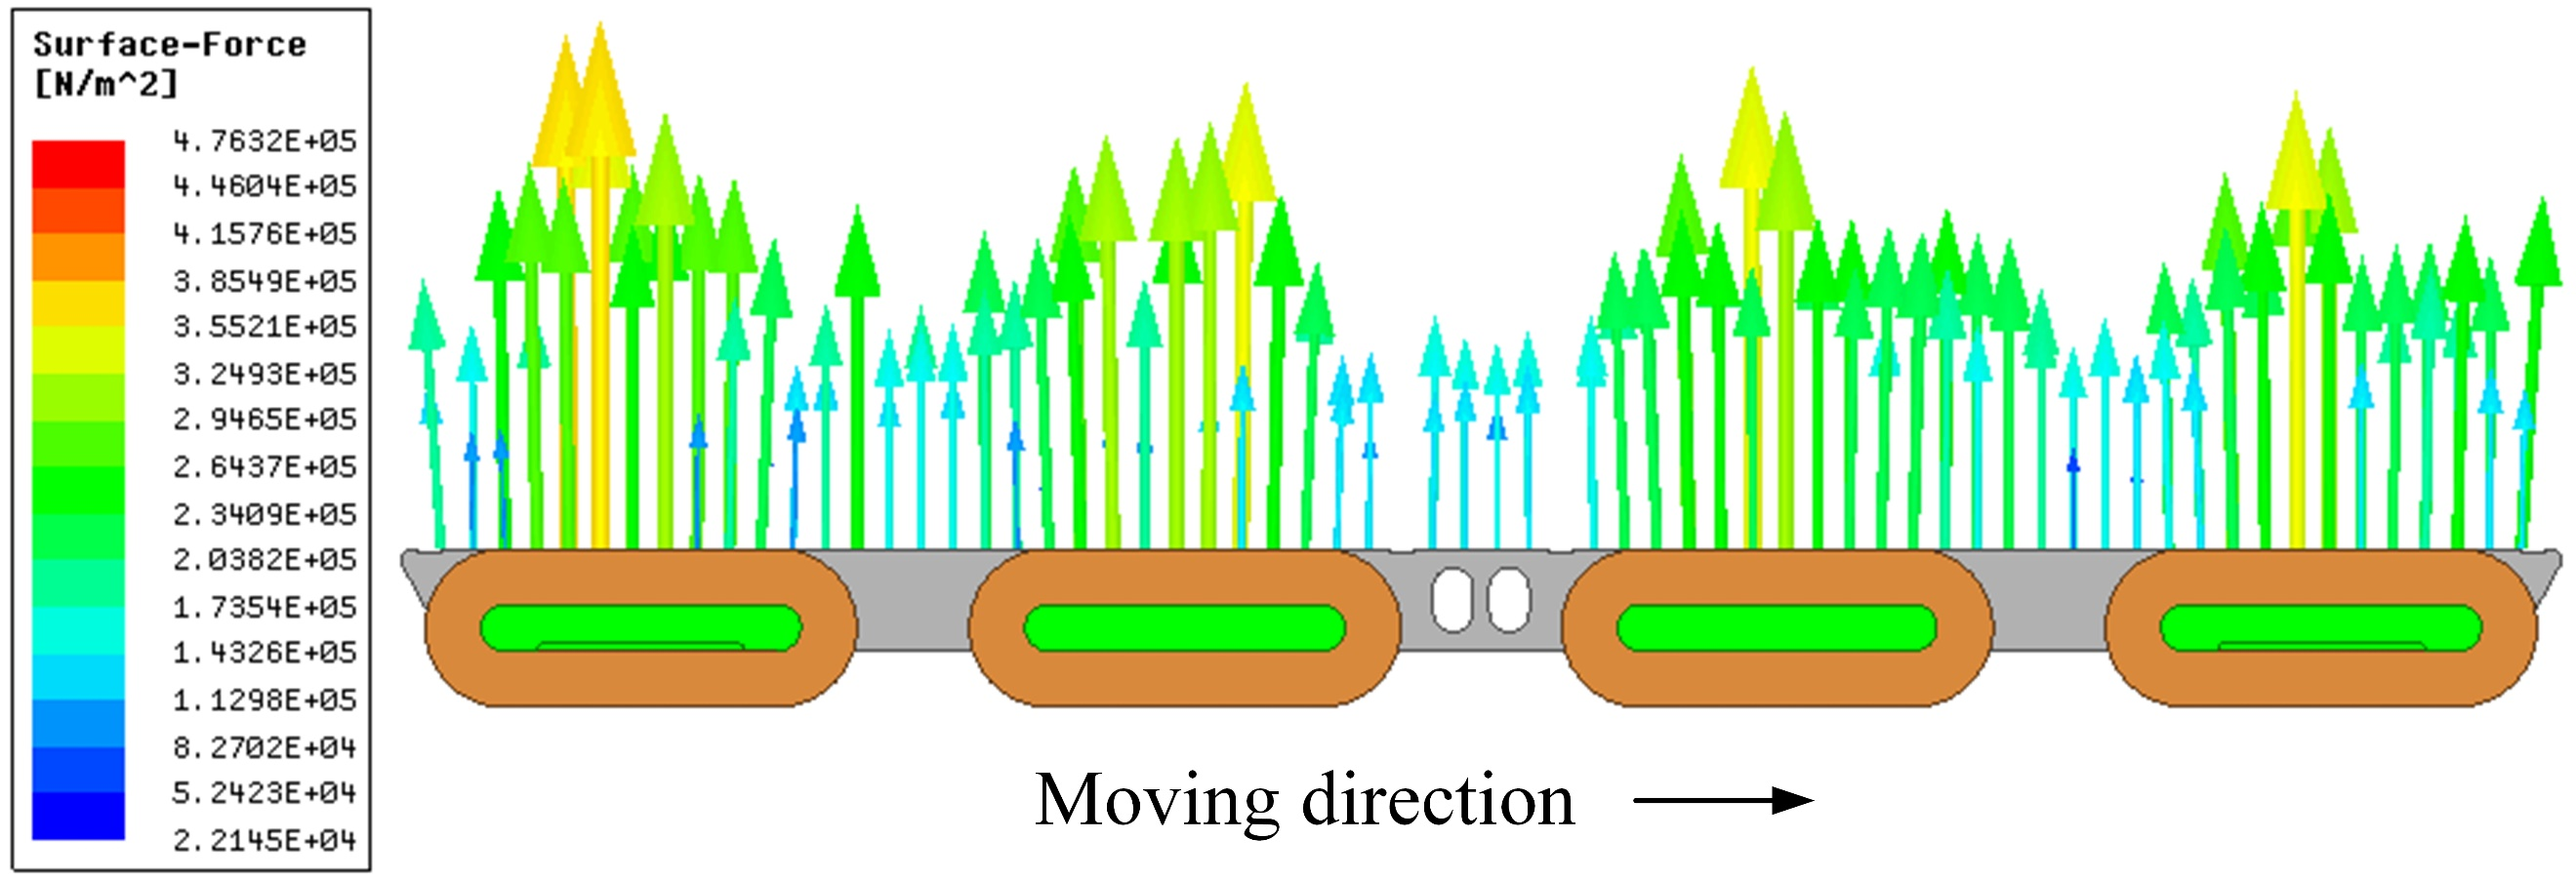 Surface-Force
[N/m^2]
4.7632E+05
4.4604E+05
4.1576E+05
3.8549E+05
3.5521E+05
3.2493E+05
2.9465E+05
2.6437E+05
2.3409E+05
2.0382E+05
1.7354E+05
1.4326E+05
1.1298E+05
8.2702E+04
5.2423E+04
2.2145E+04
Moving direction